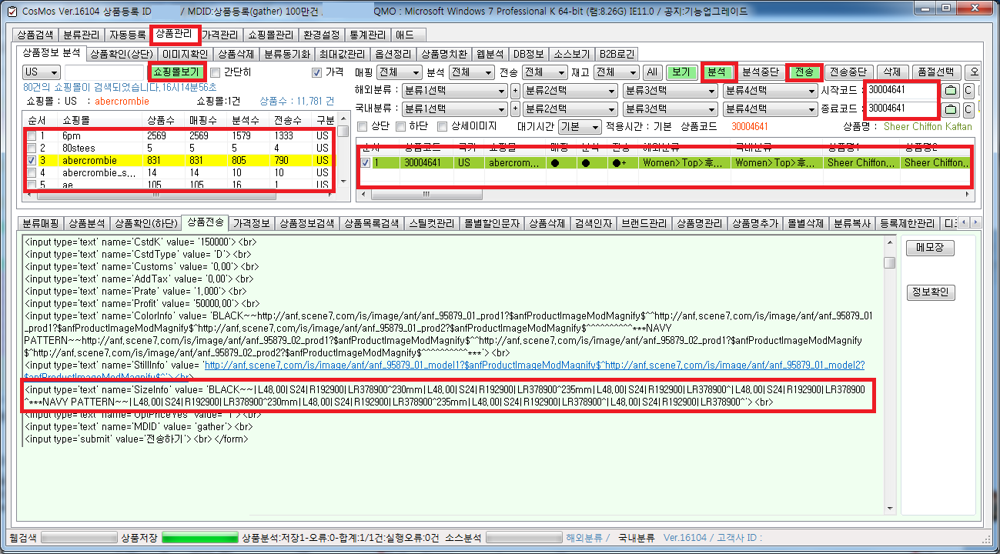 CosMos Ver.16104 상품등록 ID / MDID:상품등록(gather) 100만건 . QMO : Microsoft Windows 7 Professional K 64-bit (램:8.26G) IE11.0 / 공지:기능업그레이드
상품검색 분류관리 자동등록 상품관리 가격관리 쇼핑몰관리 환경설정 통계관리 애드
상품정보 분석 상품확인(상단) 이미지확인 상품삭제 분류동기화 최대값관리 옵션정리 상품명치환 웹분석 DB정보 소스보기 B2B로긴
US 쇼핑몰보기 간단히 가격 매핑 전체 분석 전체 전송 전체 재고 전체 All 보기 분석 분석중단 전송 전송중단 삭제 품절선택 오
80건의 쇼핑몰이 검색되었습니다.16시14분56초 해외분류 : 분류1선택 + 분류2선택 분류3선택 분류4선택 시작코드 : 30004641 C
쇼핑몰 : US : abercrombie 쇼핑몰:1건 상품수 : 11,781 건 국내분류 : 분류1선택 + 분류2선택 분류3선택 분류4선택 종료코드 : 30004641 C
상단 하단 상세이미지 대기시간 기본 적용시간 : 기본 상품코드 30004641 상품명 : Sheer Chiffon Kaftan
순서 쇼핑몰 상품수 매핑수 분석수 전송수 구분
1 6pm 2569 2569 1579 1333 US
2 80stees 5 5 5 4 US
3 abercrombie 831 831 805 790 US
4 abercrombie_s... 14 14 10 10 US
5 ae 105 105 16 1 US
순서 상품코드 국가 쇼핑몰 매핑 분석 전송 해외분류 국내분류 상품명1 상품명2
1 30004641 US abercrom... ● ● ●+ Women>Top>후... Women>Top>후... Sheer Chiffon,... Sheer Chiffon,..
분류매핑 상품분석 상품확인(하단) 상품전송 가격정보 상품정보검색 상품목록검색 스틸컷관리 몰별할인문자 상품삭제 검색인자 브랜드관리 상품명관리 상품명추가 몰별삭제 분류복사 등록제한관리
<input type='text' name='CstdK' value= '150000'><br>
<input type='text' name='CstdType' value= 'D'><br>
<input type='text' name='Customs' value= '0.00'><br>
<input type='text' name='AddTax' value= '0.00'><br>
<input type='text' name='Prate' value= '1.000'><br>
<input type='text' name='Profit' value= '50000.00'><br>
<input type='text' name='ColorInfo' value= 'BLACK~~http://anf.scene7.com/is/image/anf/anf_95879_01_prod1?$anfProductImageModMagnify$^^http://anf.scene7.com/is/image/anf/anf_95879_01
_prod1?$anfProductImageModMagnify$^http://anf.scene7.com/is/image/anf/anf_95879_01_prod2?$anfProductImageModMagnify$^^^^^^^^^^***NAVY
PATTERN~~http://anf.scene7.com/is/image/anf/anf_95879_02_prod1?$anfProductImageModMagnify$^^http://anf.scene7.com/is/image/anf/anf_95879_02_prod1?$anfProductImageModMagnify
$^http://anf.scene7.com/is/image/anf/anf_95879_02_prod2?$anfProductImageModMagnify$^^^^^^^^^^***'><br>
<input type='text' name='StillInfo' value= 'http://anf.scene7.com/is/image/anf/anf_95879_01_model1?$anfProductImageModMagnify$^http://anf.scene7.com/is/image/anf/anf_95879_01_model2?
$anfProductImageModMagnify$^'><br>
<input type='text' name='SizeInfo' value= 'BLACK~~|L48.00|S24|R192900|LR378900^230mm|L48.00|S24|R192900|LR378900^235mm|L48.00|S24|R192900|LR378900^|L48.00|S24|R192900|LR378900
^***NAVY PATTERN~~|L48.00|S24|R192900|LR378900^230mm|L48.00|S24|R192900|LR378900^235mm|L48.00|S24|R192900|LR378900^|L48.00|S24|R192900|LR378900^'><br>
<input type='text' name='OptPriceYes' value= '1'><br>
<input type='text' name='MDID' value= 'gather'><br>
<input type='submit' value='전송하기'><br></form>
메모장
정보확인
웹검색 상품저장 상품분석:저장1-오류:0-합계:1/1건:실행오류:0건 소스분석 해외분류 / 국내분류 Ver.16104 / 고객사 ID :